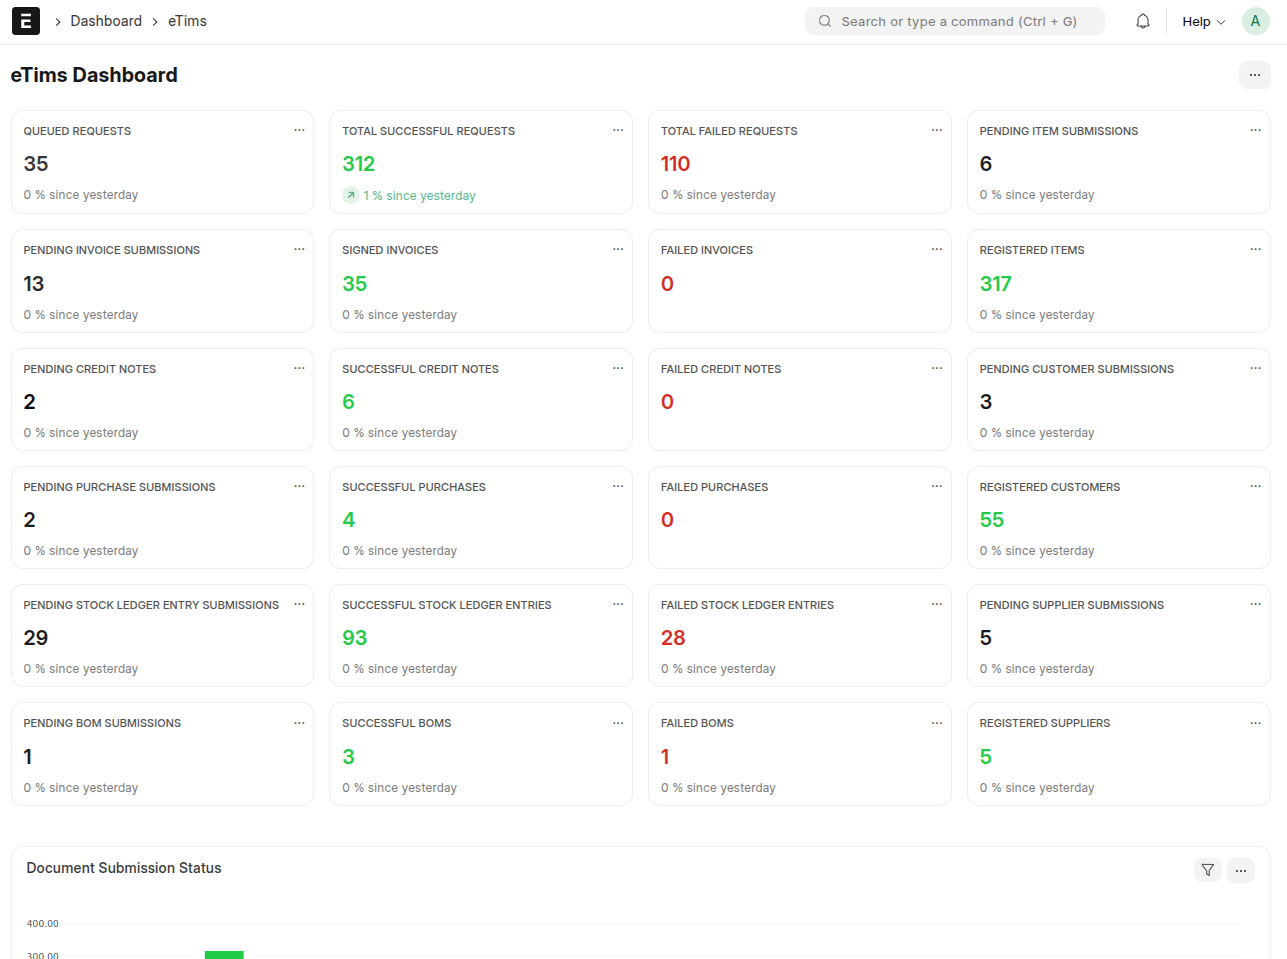 E Dashboard eTims Search or type a command (Ctrl + G) Help A
eTims Dashboard ...
QUEUED REQUESTS ... TOTAL SUCCESSFUL REQUESTS ... TOTAL FAILED REQUESTS ... PENDING ITEM SUBMISSIONS ...
35 312 110 6
0 % since yesterday 1 % since yesterday 0 % since yesterday 0 % since yesterday
PENDING INVOICE SUBMISSIONS ... SIGNED INVOICES ... FAILED INVOICES ... REGISTERED ITEMS ...
13 35 0 317
0 % since yesterday 0 % since yesterday 0 % since yesterday
PENDING CREDIT NOTES ... SUCCESSFUL CREDIT NOTES ... FAILED CREDIT NOTES ... PENDING CUSTOMER SUBMISSIONS ...
2 6 0 3
0 % since yesterday 0 % since yesterday 0 % since yesterday
PENDING PURCHASE SUBMISSIONS ... SUCCESSFUL PURCHASES ... FAILED PURCHASES ... REGISTERED CUSTOMERS ...
2 4 0 55
0 % since yesterday 0 % since yesterday 0 % since yesterday
PENDING STOCK LEDGER ENTRY SUBMISSIONS ... SUCCESSFUL STOCK LEDGER ENTRIES ... FAILED STOCK LEDGER ENTRIES ... PENDING SUPPLIER SUBMISSIONS ...
29 93 28 5
0 % since yesterday 0 % since yesterday 0 % since yesterday 0 % since yesterday
PENDING BOM SUBMISSIONS ... SUCCESSFUL BOMS ... FAILED BOMS ... REGISTERED SUPPLIERS ...
1 3 1 5
0 % since yesterday 0 % since yesterday 0 % since yesterday 0 % since yesterday
Document Submission Status ...
400.00
300.00